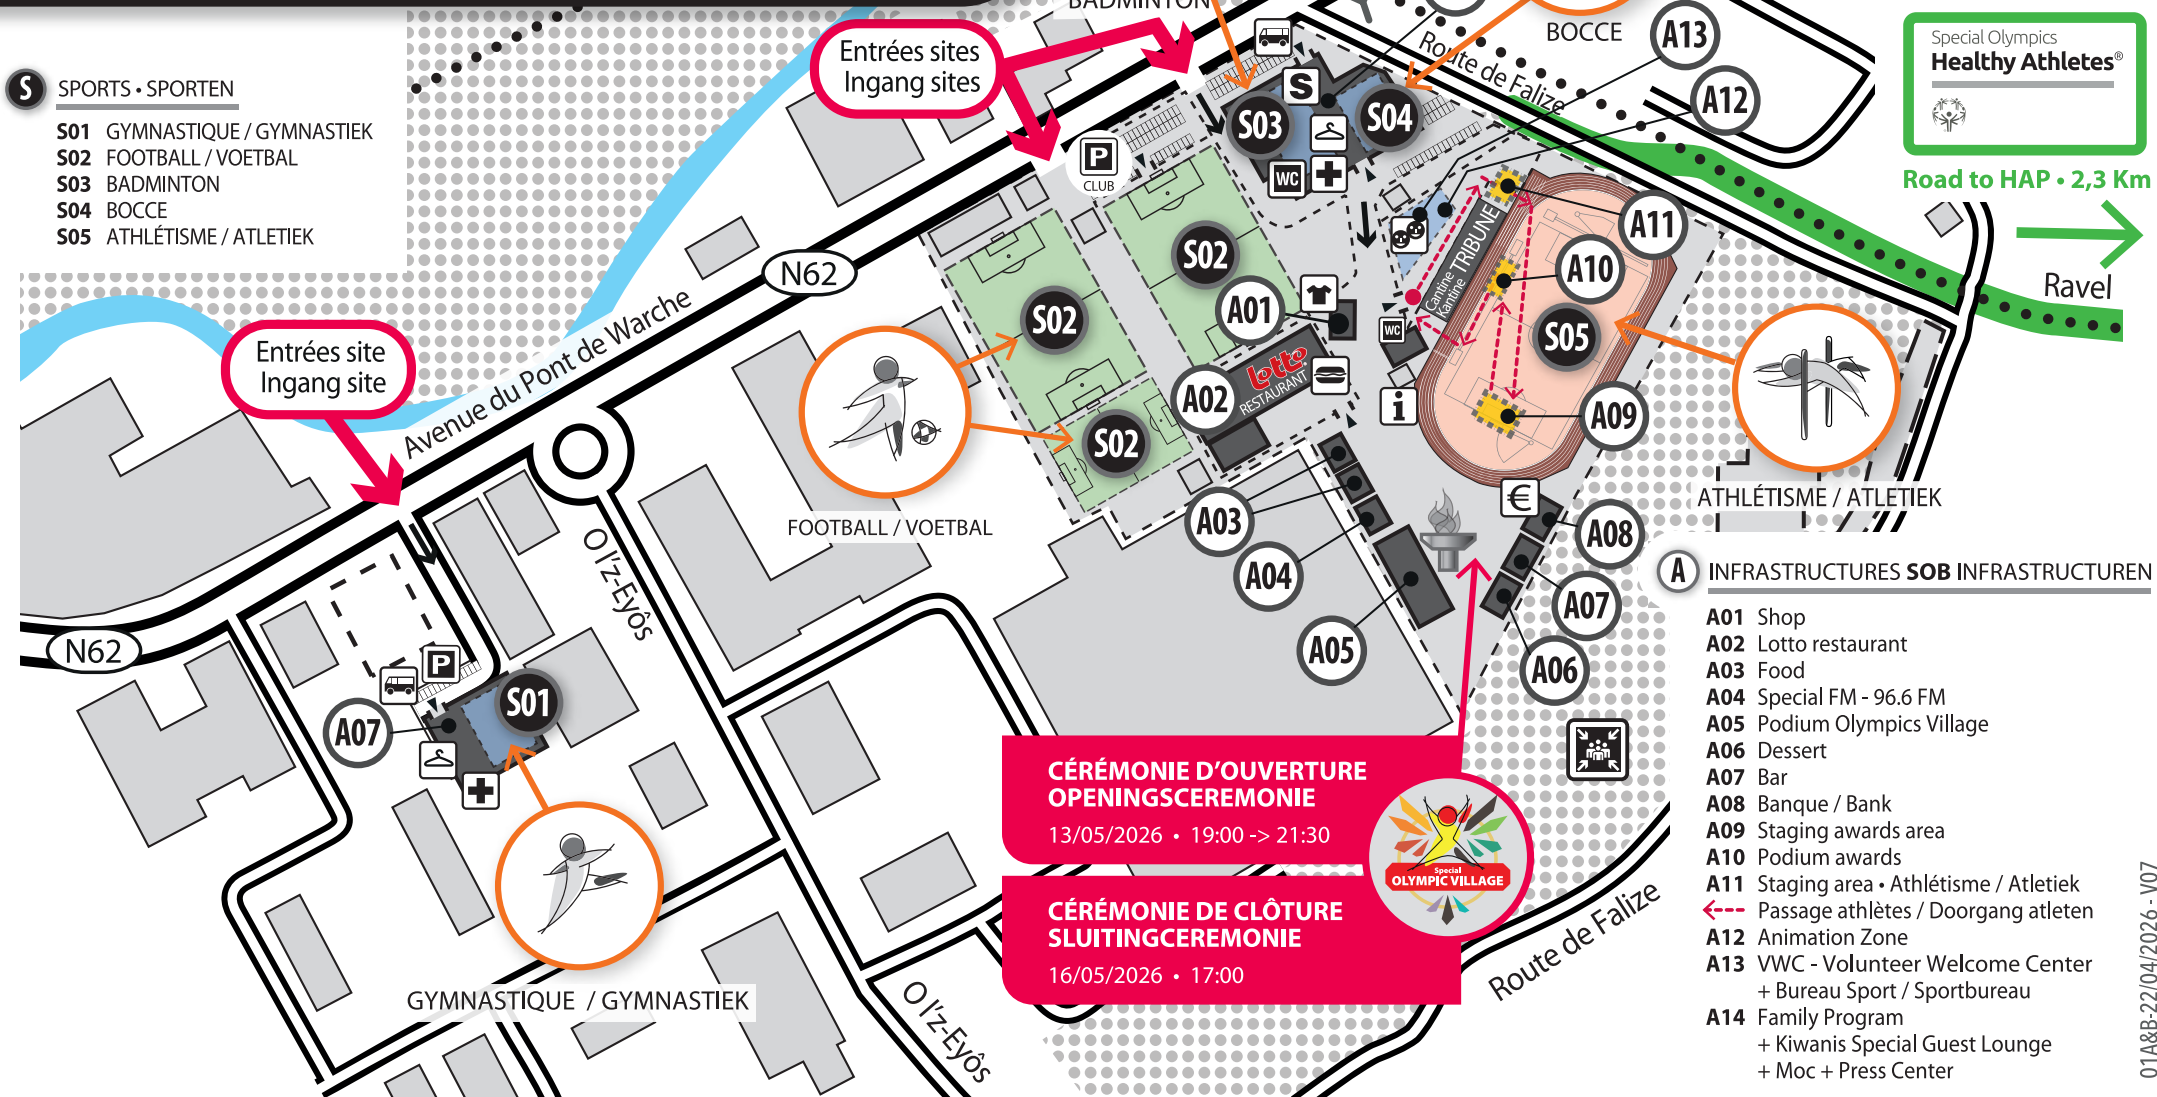 BADMINTON
BOCCE
Entrées sites
Ingang sites
Route de Falize
A13
A12
Special Olympics
Healthy Athletes®
Road to HAP • 2,3 Km
Ravel
S SPORTS • SPORTEN
S01 GYMNASTIQUE / GYMNASTIEK
S02 FOOTBALL / VOETBAL
S03 BADMINTON
S04 BOCCE
S05 ATHLÉTISME / ATLETIEK
S
S03
S04
P
CLUB
WC
N62
S02
S02
S02
A01
A02
Lotto
RESTAURANT
Cantine
Kantine
TRIBUNE
WC
i
A11
A10
S05
A09
Entrées site
Ingang site
Avenue du Pont de Warche
FOOTBALL / VOETBAL
ATHLÉTISME / ATLETIEK
€
A03
A04
A05
A08
A07
A06
O l'z-Eyôs
N62
P
S01
A07
GYMNASTIQUE / GYMNASTIEK
O l'z-Eyôs
CÉRÉMONIE D'OUVERTURE
OPENINGSCEREMONIE
13/05/2026 • 19:00 -> 21:30
CÉRÉMONIE DE CLÔTURE
SLUITINGCEREMONIE
16/05/2026 • 17:00
Special
OLYMPIC VILLAGE
Route de Falize
A INFRASTRUCTURES SOB INFRASTRUCTUREN
A01 Shop
A02 Lotto restaurant
A03 Food
A04 Special FM - 96.6 FM
A05 Podium Olympics Village
A06 Dessert
A07 Bar
A08 Banque / Bank
A09 Staging awards area
A10 Podium awards
A11 Staging area • Athlétisme / Atletiek
Passage athlètes / Doorgang atleten
A12 Animation Zone
A13 VWC - Volunteer Welcome Center
+ Bureau Sport / Sportbureau
A14 Family Program
+ Kiwanis Special Guest Lounge
+ Moc + Press Center
01A&B-22/04/2026 - V07